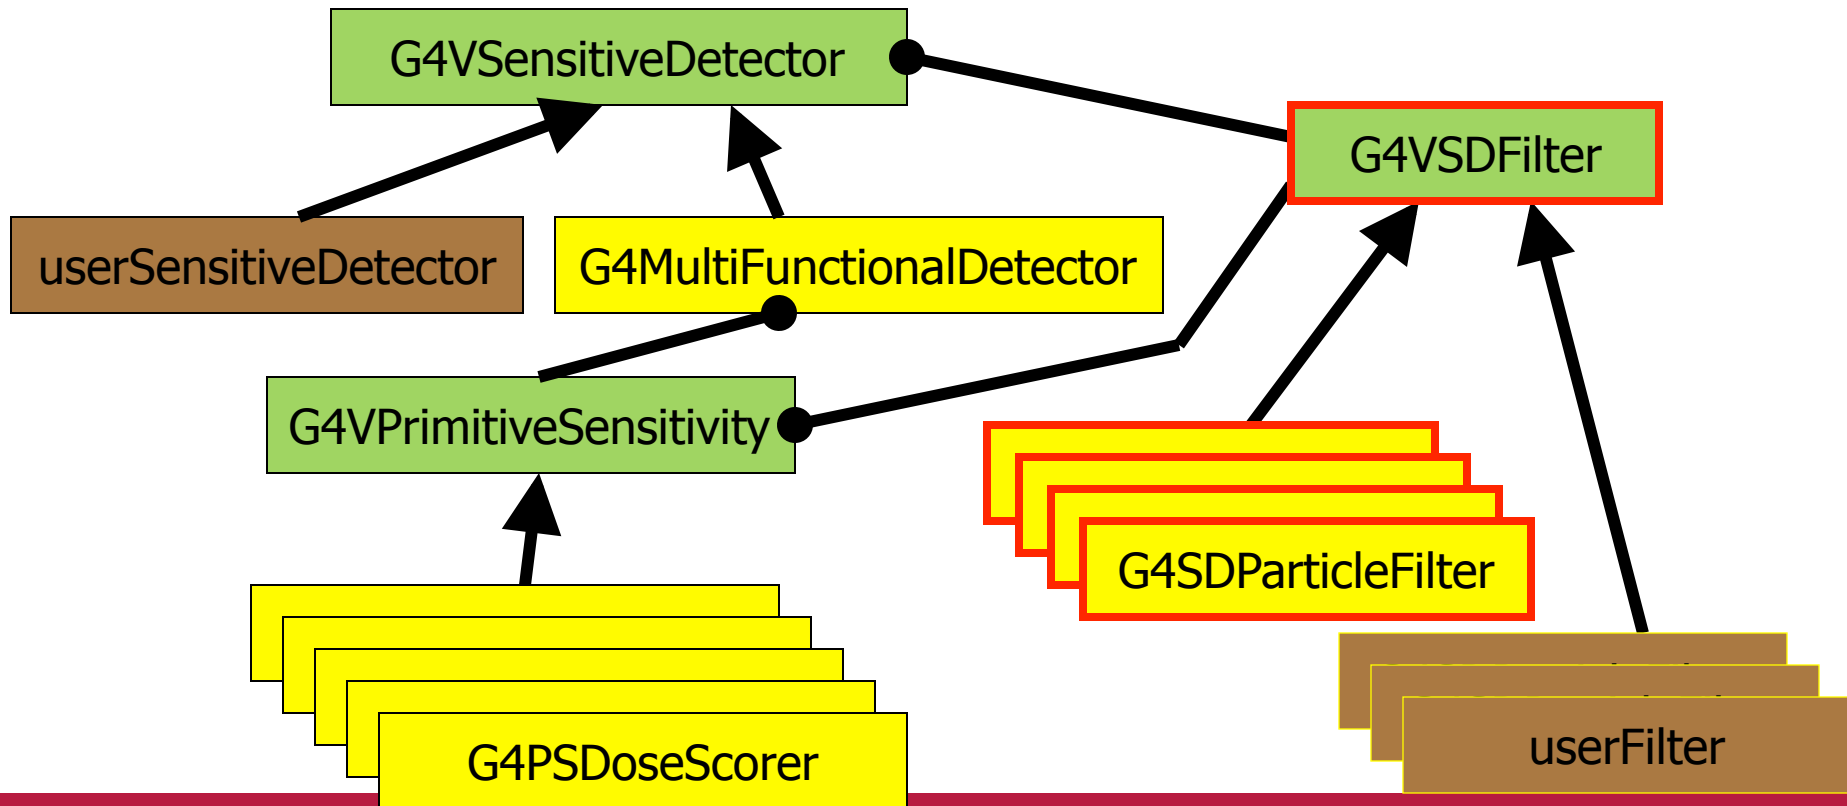 G4VSensitiveDetector
G4VSDFilter
userSensitiveDetector
G4MultiFunctionalDetector
G4VPrimitiveSensitivity
G4SDParticleFilter
userFilter
G4PSDoseScorer